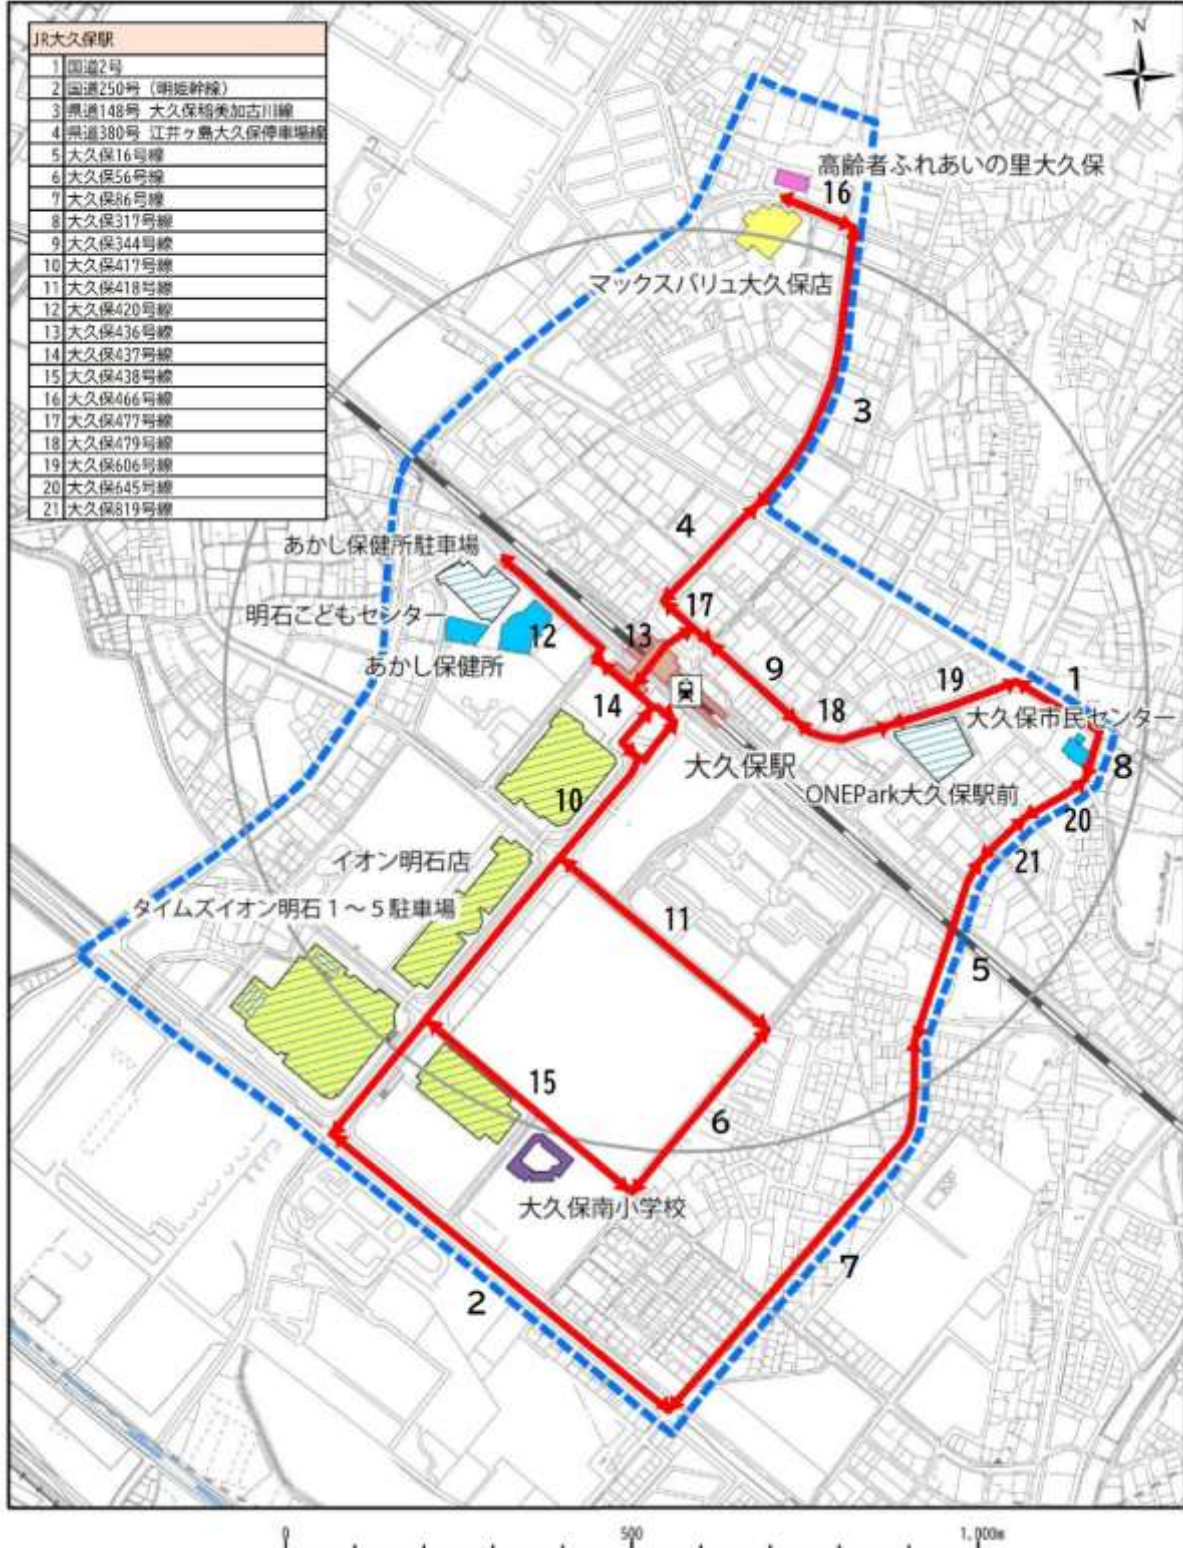 JR大久保駅
1 国道2号
2 国道250号（明姫幹線）
3 県道148号 大久保稲美加古川線
4 県道380号 江井ヶ島大久保停車場線
5 大久保16号線
6 大久保56号線
7 大久保86号線
8 大久保317号線
9 大久保344号線
10 大久保417号線
11 大久保418号線
12 大久保420号線
13 大久保436号線
14 大久保437号線
15 大久保438号線
16 大久保466号線
17 大久保477号線
18 大久保479号線
19 大久保606号線
20 大久保645号線
21 大久保819号線
N
高齢者ふれあいの里大久保
16
マックスバリュ大久保店
3
4
あかし保健所駐車場
明石こどもセンター
12
あかし保健所
17
13
9
19
1
14
18
大久保市民センター
大久保駅
8
10
ONEPark大久保駅前
20
21
イオン明石店
タイムズイオン明石1～5駐車場
11
5
15
6
大久保南小学校
7
2
0
500
1,000m